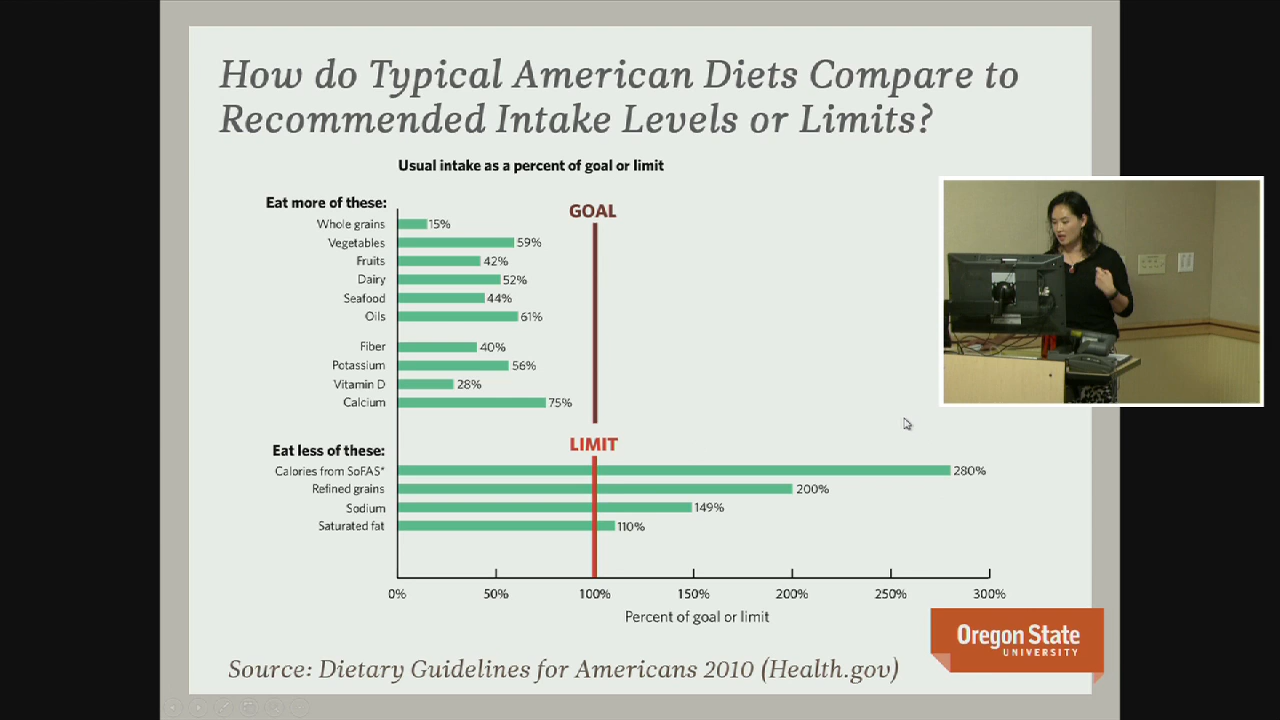 How do Typical American Diets Compare to
Recommended Intake Levels or Limits?
Usual intake as a percent of goal or limit
Eat more of these:
GOAL
Whole grains 15%
Vegetables 59%
Fruits 42%
Dairy 52%
Seafood 44%
Oils 61%
Fiber 40%
Potassium 56%
Vitamin D 28%
Calcium 75%
Eat less of these:
LIMIT
Calories from SoFAS* 280%
Refined grains 200%
Sodium 149%
Saturated fat 110%
0% 50% 100% 150% 200% 250% 300%
Percent of goal or limit
Oregon State
UNIVERSITY
Source: Dietary Guidelines for Americans 2010 (Health.gov)